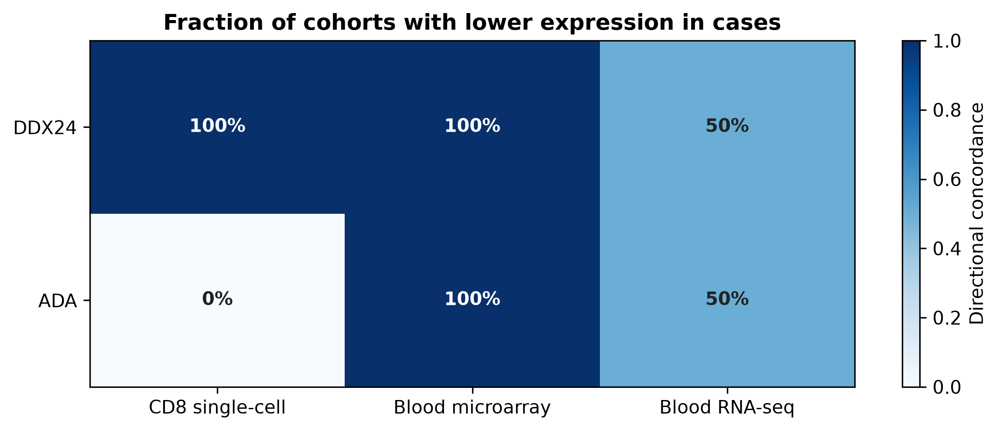 Fraction of cohorts with lower expression in cases
DDX24
100%
100%
50%
ADA
0%
100%
50%
CD8 single-cell
Blood microarray
Blood RNA-seq
1.0
0.8
0.6
0.4
0.2
0.0
Directional concordance